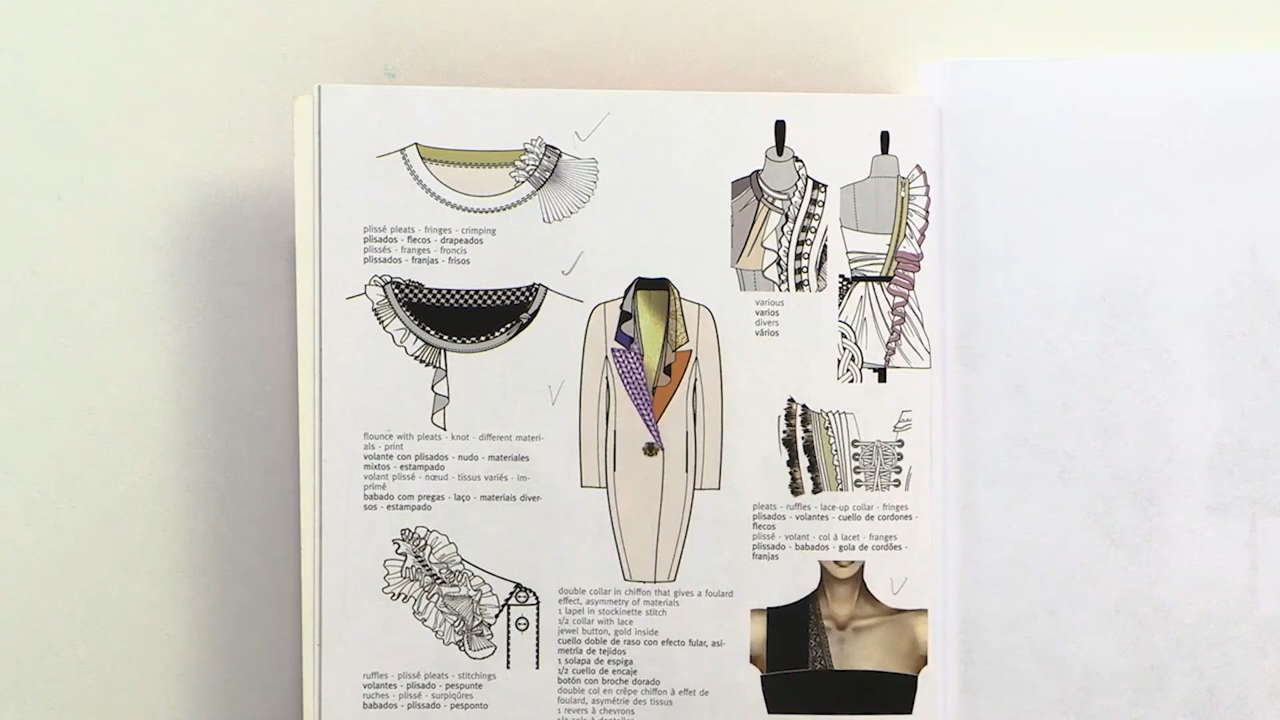 plissé pleats - fringes - crimping
plisados - flecos - drapeados
plissés - franges - froncis
plissados - franjas - frisos
flounce with pleats - knot - different materi-
als - print
volante con plisados - nudo - materiales
mixtos - estampado
volant plissé - nœud - tissus variés - im-
primé
babado com pregas - laço - materiais diver-
sos - estampado
ruffles - plissé pleats - stitchings
volantes - plisado - pespunte
ruches - plissé - surpiqûres
babados - plissado - pesponto
double collar in chiffon that gives a foulard
effect, asymmetry of materials
1 lapel in stockinette stitch
1/2 collar with lace
jewel button, gold inside
cuello doble de raso con efecto fular, asi-
metría de tejidos
1 solapa de espiga
1/2 cuello de encaje
botón con broche dorado
double col en crêpe chiffon à effet de
foulard, asymétrie des tissus
1 revers à chevrons
various
varios
divers
vários
pleats - ruffles - lace-up collar - fringes
plisados - volantes - cuello de cordones -
flecos
plissé - volant - col à lacet - franges
plissado - babados - gola de cordões -
franjas